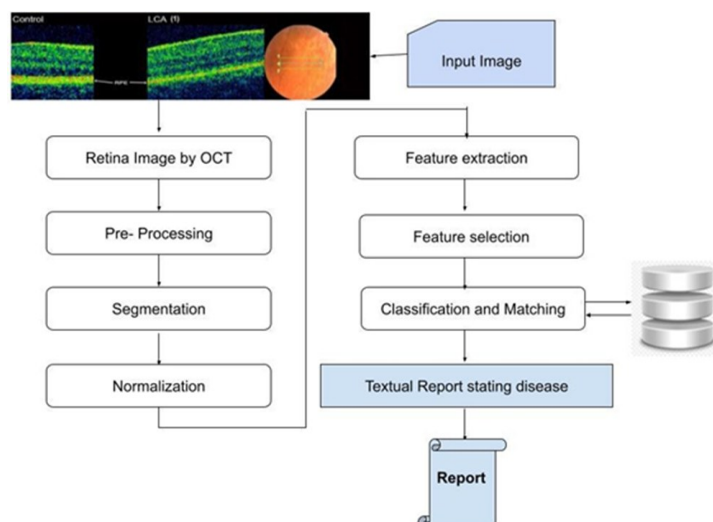 Control
LCA (1)
RPE
Input Image
Retina Image by OCT
Pre- Processing
Segmentation
Normalization
Feature extraction
Feature selection
Classification and Matching
Textual Report stating disease
Report